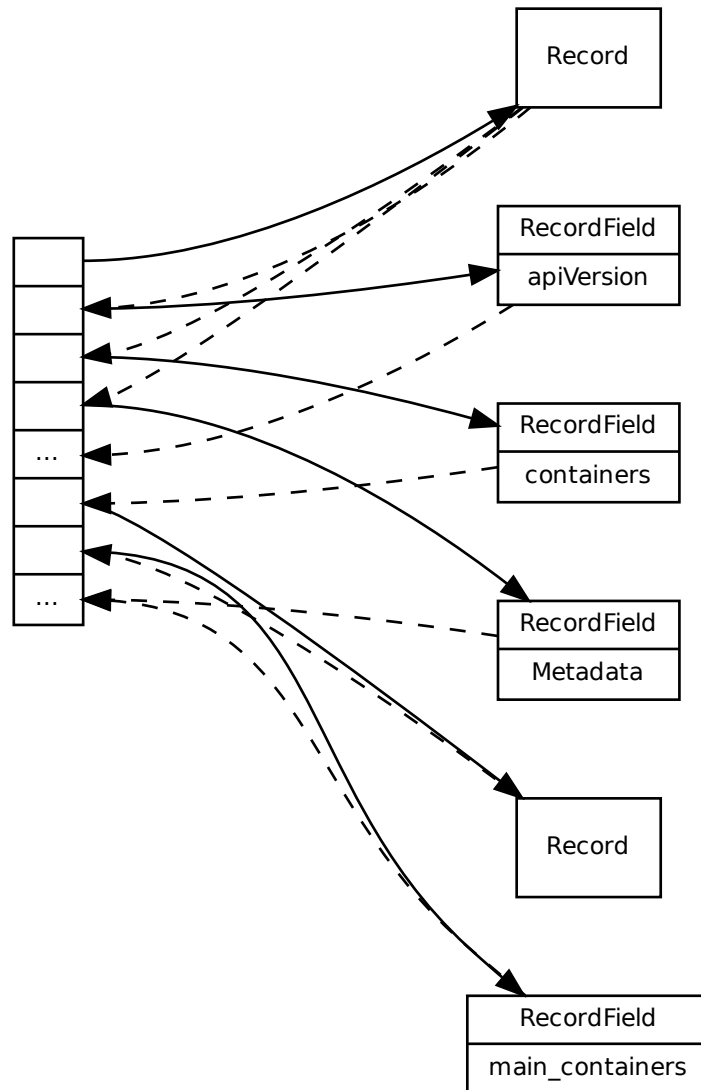 Record
RecordField
apiVersion
RecordField
containers
...
...
RecordField
Metadata
Record
RecordField
main_containers